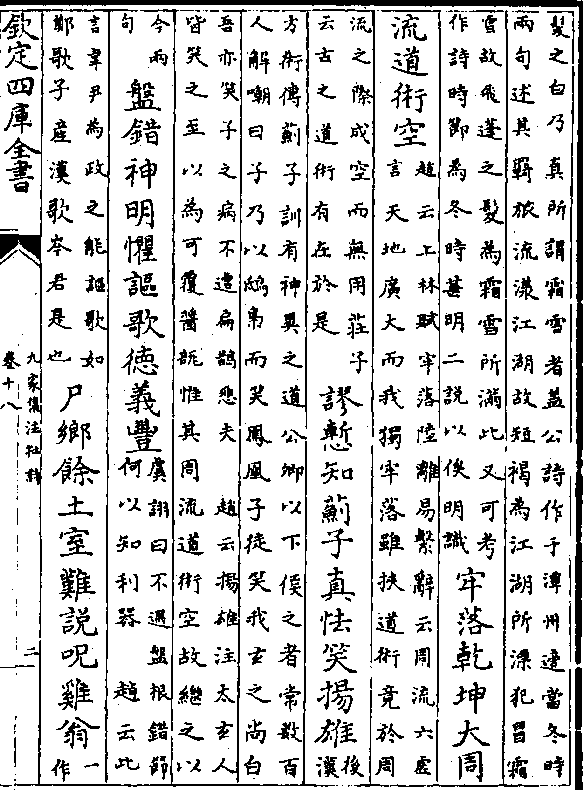 髮之白乃真所謂霜雪者蓋公詩作于潭州達當冬時
兩句述其羇旅流漾江湖故短褐為江湖所深犯冒霜
雪故飛蓬之髮為霜雪所滿此又可考
作詩時節為冬時甚明二說以俟明識
牢落乾坤大周
流道術空
趙云上林賦牢落陸離易繫辭云周流六虛
言天地廣大而我獨牢落雖挾道術竟於周
流之際成空而無用莊子
云古之道術有在於是
謬慙知薊子真怯笑揚雄
後
漢
方術傳薊子訓有神異之道公卿以下候之者常數百
人解嘲曰子乃以鴟梟而笑鳳風子徒笑我玄之尚白
吾亦笑子之病不遭扁鵲悲夫 趙云揚雄注太玄人
皆笑之至以為可覆醬瓿惟其周流道術空故繼之以
今兩
句
盤錯神明懼謳歌德義豐
虞詡曰不遇盤根錯節
何以知利器 趙云此
言韋尹為政之能謳歌如
鄭歌子產漢歌岑君是也
尸鄉餘土室難說呪雞翁
一
作
欽定四庫全書
九家集注杜詩
卷十八
二